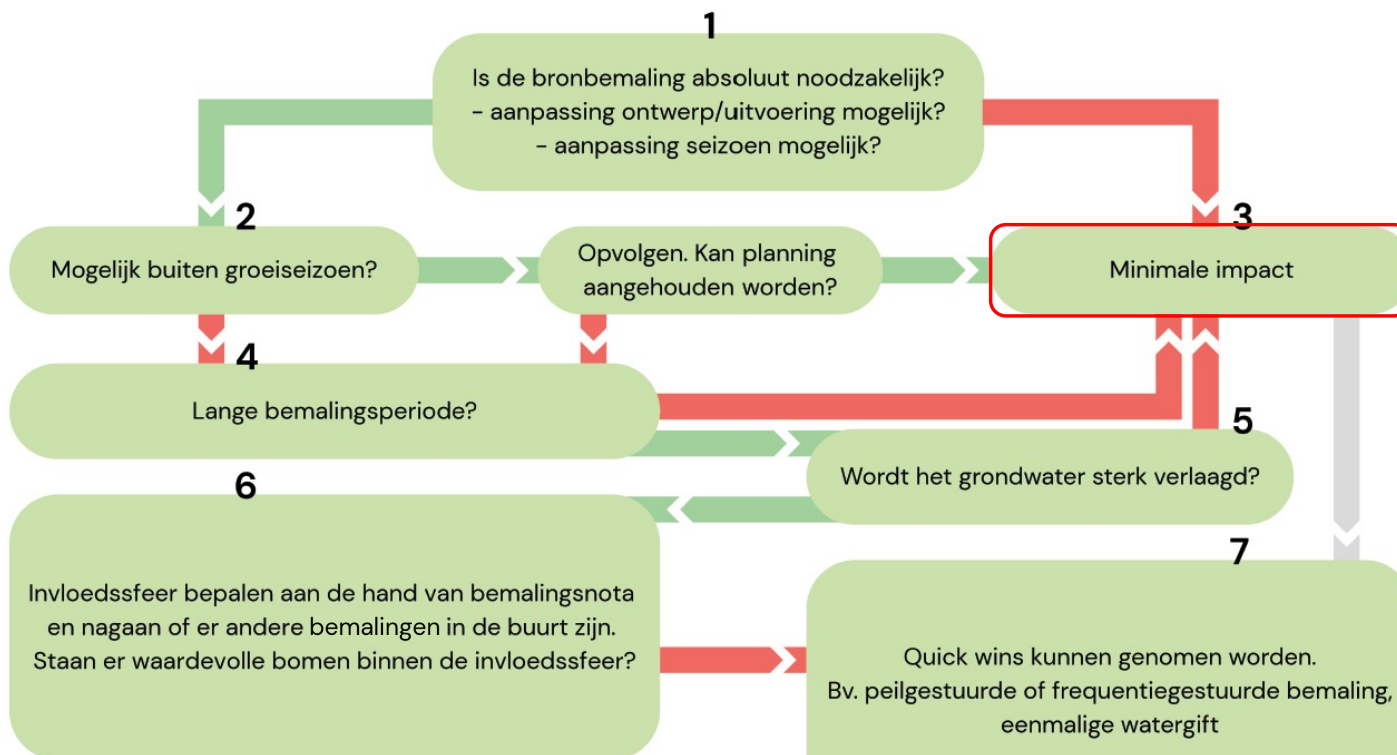 1
Is de bronbemaling absoluut noodzakelijk?
- aanpassing ontwerp/uitvoering mogelijk?
- aanpassing seizoen mogelijk?
2
Mogelijk buiten groeiseizoen?
Opvolgen. Kan planning
aangehouden worden?
3
Minimale impact
4
Lange bemalingsperiode?
5
Wordt het grondwater sterk verlaagd?
6
Invloedssfeer bepalen aan de hand van bemalingsnota
en nagaan of er andere bemalingen in de buurt zijn.
Staan er waardevolle bomen binnen de invloedssfeer?
7
Quick wins kunnen genomen worden.
Bv. peilgestuurde of frequentiegestuurde bemaling,
eenmalige watergift